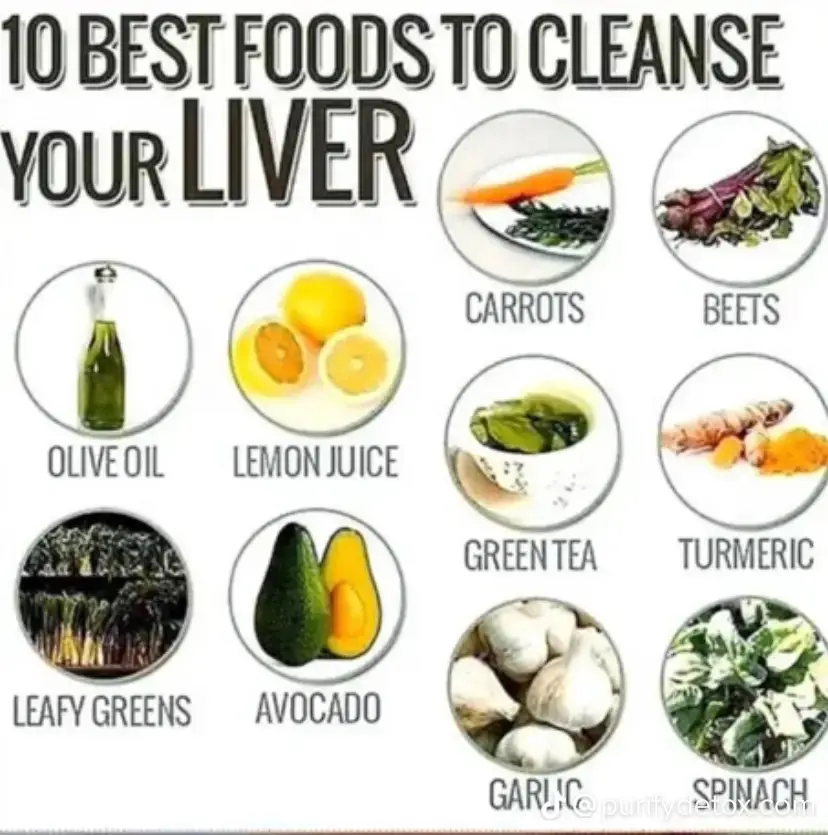 10 BEST FOODS TO CLEANSE
YOUR LIVER
CARROTS
BEETS
OLIVE OIL
LEMON JUICE
GREEN TEA
TURMERIC
LEAFY GREENS
AVOCADO
GARLIC
SPINACH
@purifydetox.com